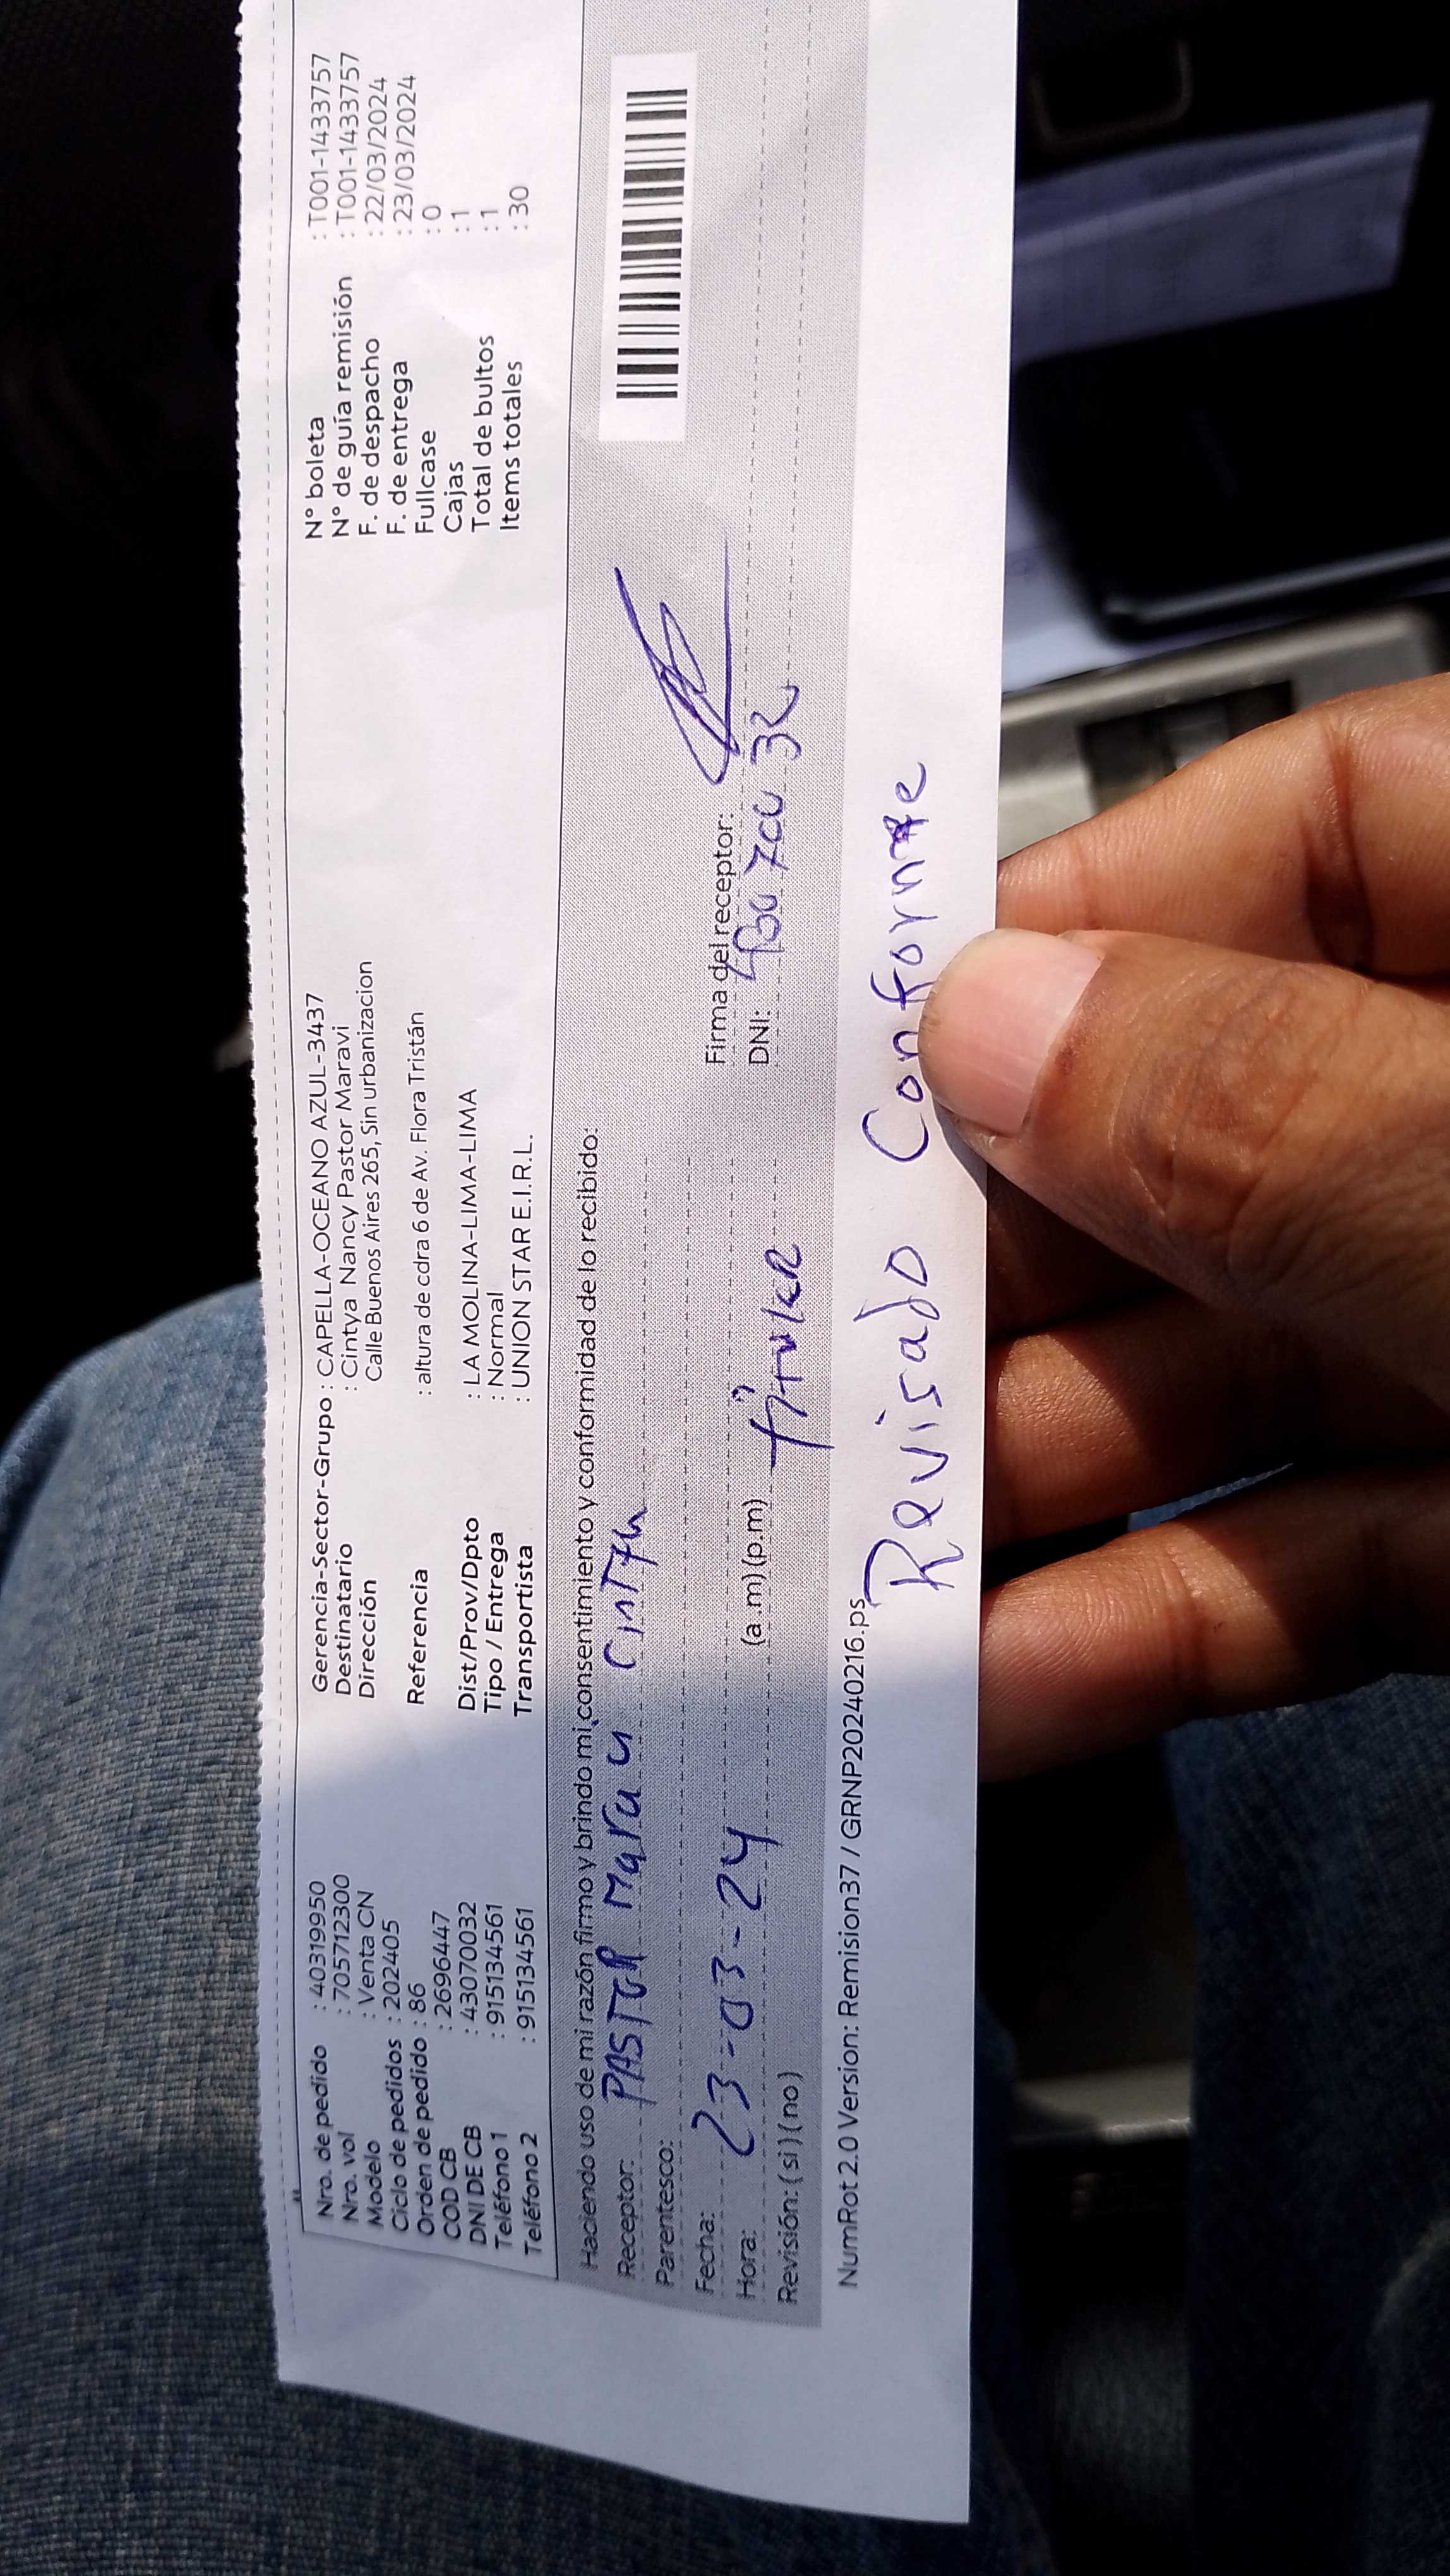 Nro. de pedido : 40319950
Nro. vol : 705712300
Modelo : Venta CN
Ciclo de pedidos : 202405
Orden de pedido : 86
COD CB : 2696447
DNI DE CB : 43070032
Teléfono 1 : 915134561
Teléfono 2 : 915134561
Gerencia-Sector-Grupo : CAPELLA-OCEANO AZUL-3437
Destinatario : Cintya Nancy Pastor Maravi
Dirección Calle Buenos Aires 265, Sin urbanizacion
Referencia : altura de cdra 6 de Av. Flora Tristán
Dist/Prov/Dpto : LA MOLINA-LIMA-LIMA
Tipo / Entrega : Normal
Transportista : UNION STAR E.I.R.L.
N° boleta : T001-1433757
N° de guía remisión : T001-1433757
F. de despacho : 22/03/2024
F. de entrega : 23/03/2024
Fullcase : 0
Cajas : 1
Total de bultos : 1
Items totales : 30
Haciendo uso de mi razón firmo y brindo mi consentimiento y conformidad de lo recibido:
Receptor: PASTOR
Parentesco:
Fecha: 23-03-24
Hora: (a.m) (p.m)
Revisión: (si) (no)
Firma del receptor:
DNI:
NumRot 2.0 Version: Remision37 / GRNP20240216.ps
Revisado Conforme